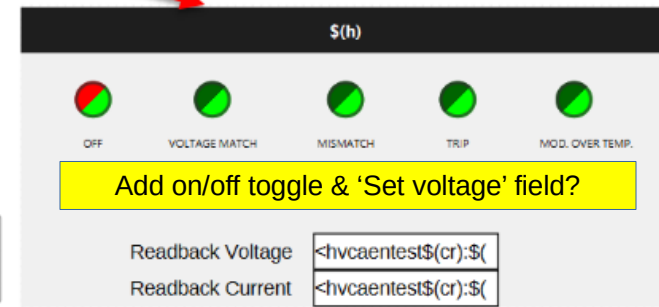 $(h)
OFF VOLTAGE MATCH MISMATCH TRIP MOD. OVER TEMP.
Add on/off toggle & ‘Set voltage’ field?
Readback Voltage <hvcaentest$(cr):$(
Readback Current <hvcaentest$(cr):$(